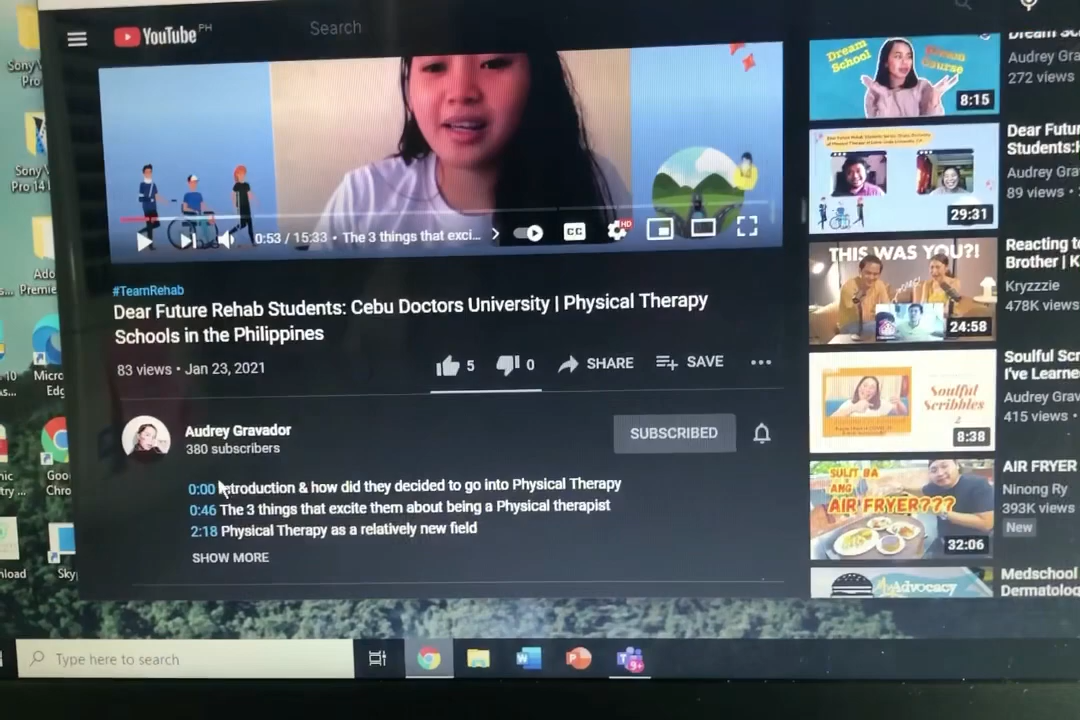 YouTube PH
Search
0:53 / 15:33 • The 3 things that exci...
CC
HD
#TeamRehab
Dear Future Rehab Students: Cebu Doctors University | Physical Therapy
Schools in the Philippines
83 views • Jan 23, 2021
5
0
SHARE
SAVE
Audrey Gravador
380 subscribers
SUBSCRIBED
0:00 Introduction & how did they decided to go into Physical Therapy
0:46 The 3 things that excite them about being a Physical therapist
2:18 Physical Therapy as a relatively new field
SHOW MORE
Dream
School
Dream
Course
8:15
Audrey Gra
272 views
29:31
Dear Futur
Students:H
Audrey Gra
89 views •
THIS WAS YOU?!
24:58
Reacting to
Brother | K
Kryzzzie
478K views
Soulful
Scribbles
2
8:38
Soulful Scr
I've Learne
Audrey Grav
415 views •
SULIT BA
ANG
AIR FRYER???
32:06
AIR FRYER
Ninong Ry
393K views
New
Advocacy
Medschool
Dermatolog
Sony V
Pro
Sony
Pro 14
Ado
Premie
Micro
Edg
Goo
Chro
Sky
nload
Type here to search
9+